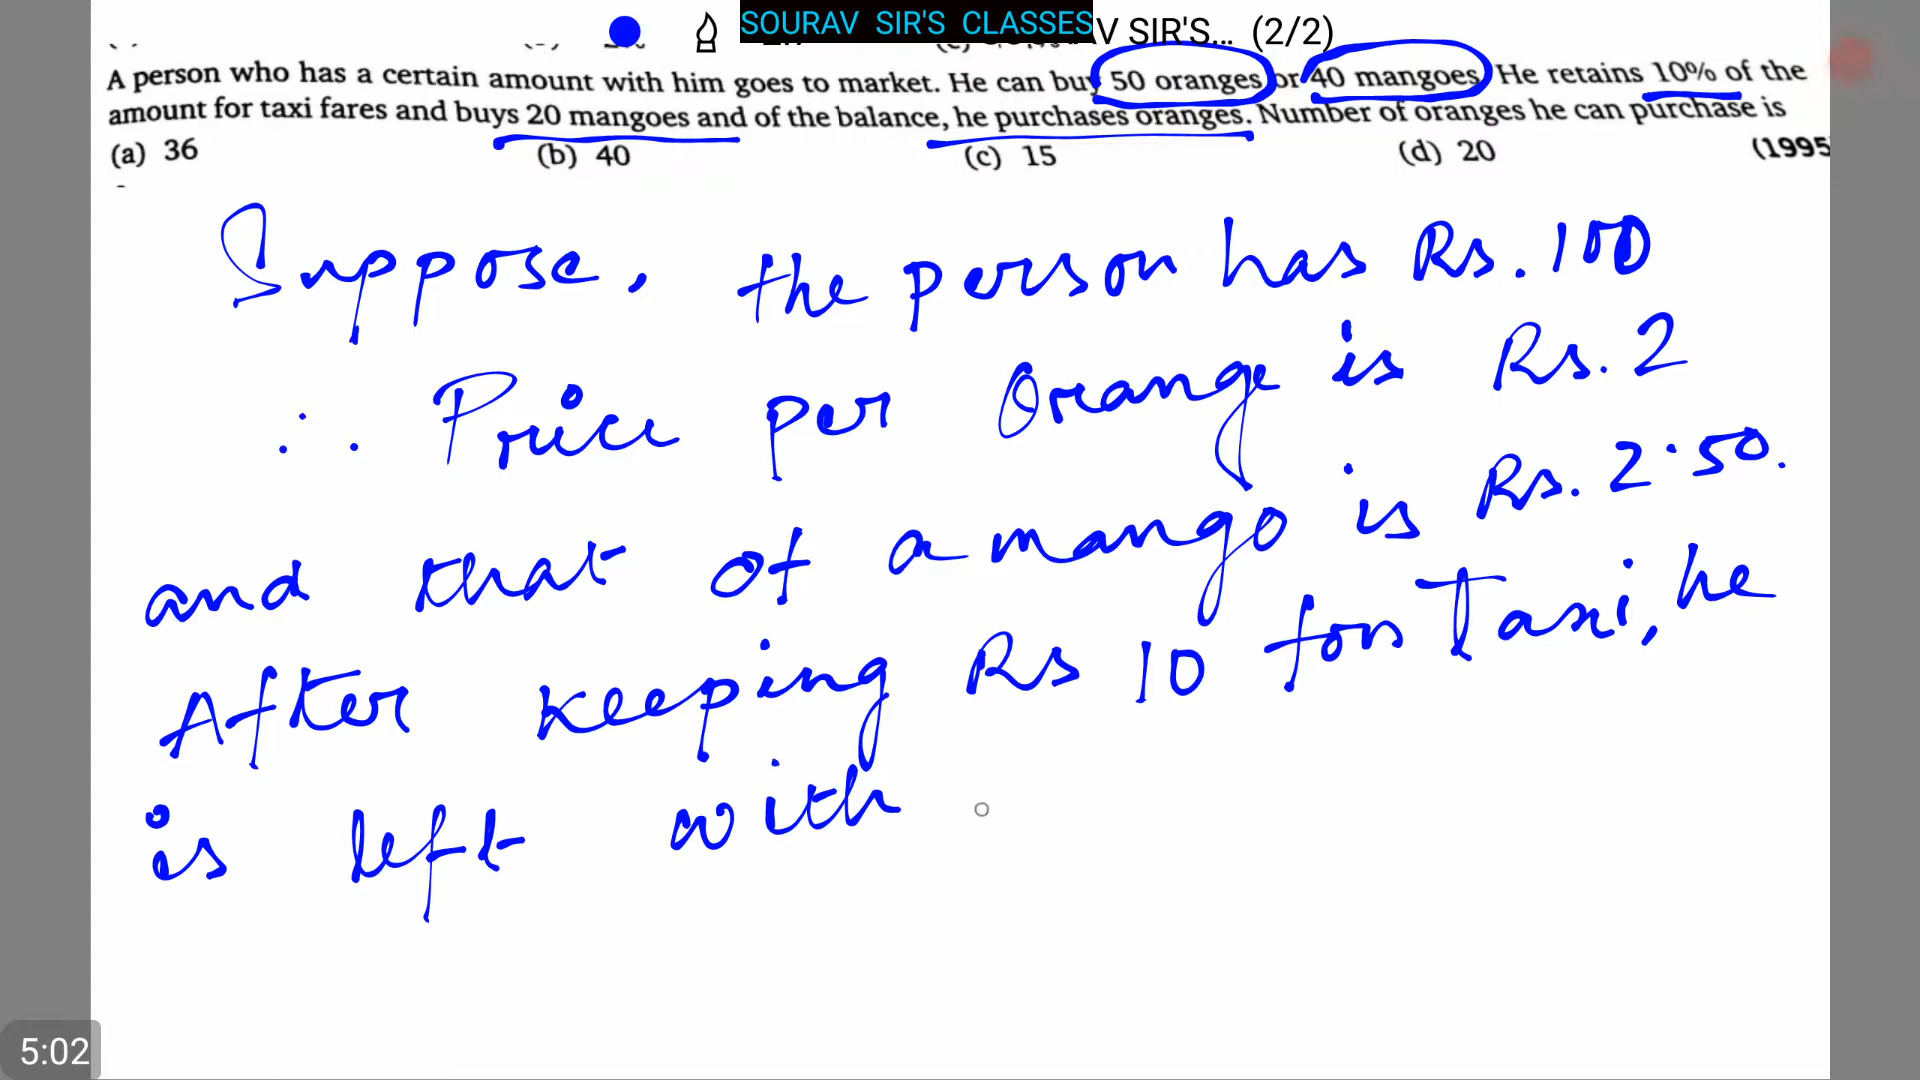 SOURAV SIR'S CLASSES
V SIR'S... (2/2)
A person who has a certain amount with him goes to market. He can buy 50 oranges or 40 mangoes. He retains 10% of the
amount for taxi fares and buys 20 mangoes and of the balance, he purchases oranges. Number of oranges he can purchase is
(a) 36 (b) 40 (c) 15 (d) 20 (1995
Suppose, the person has Rs. 100
∴ Price per Orange is Rs. 2
and that of a mango is Rs. 2.50.
After keeping Rs 10 for Taxi, he
is left with
5:02